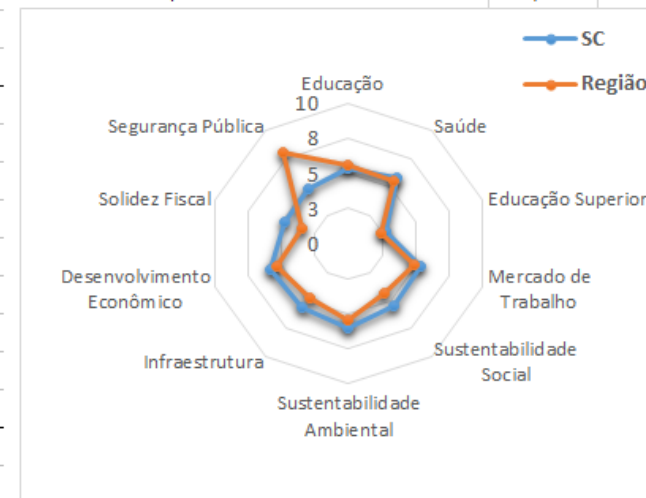 SC
Região
Educação
10
8
5
3
0
Saúde
Educação Superior
Mercado de
Trabalho
Sustentabilidade
Social
Sustentabilidade
Ambiental
Infraestrutura
Desenvolvimento
Econômico
Solidez Fiscal
Segurança Pública